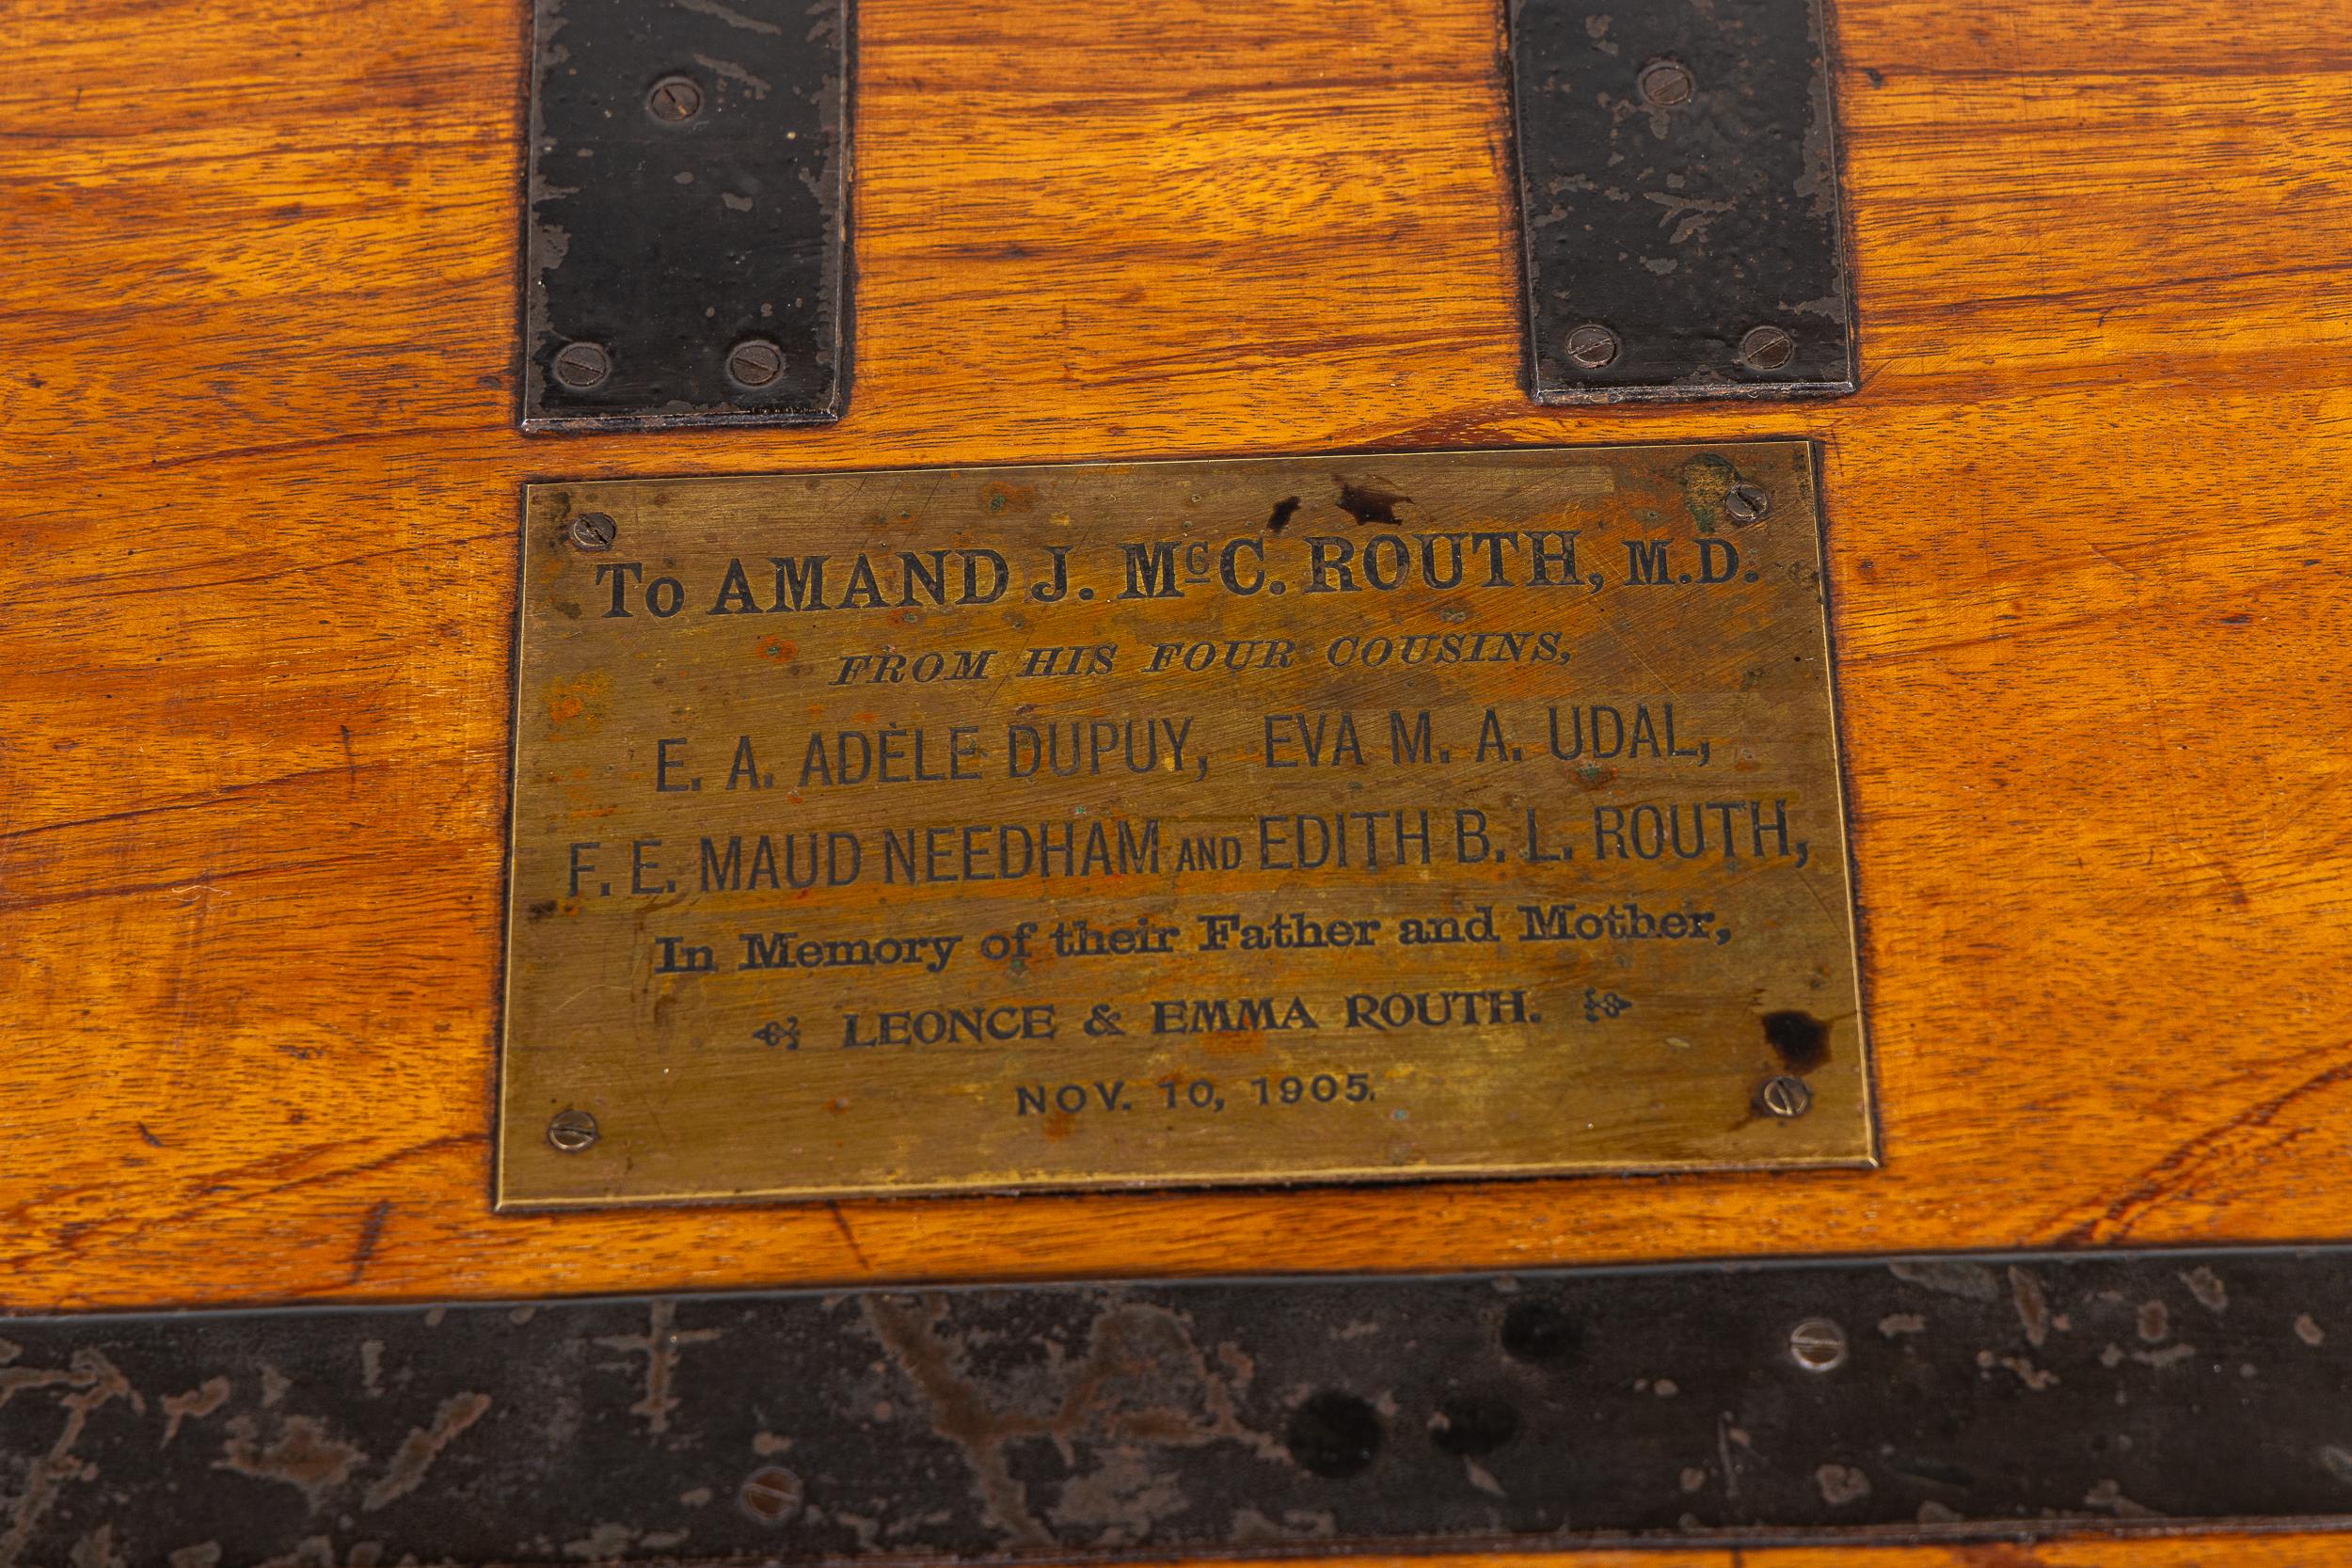 To AMAND J. McC. ROUTH, M.D.
FROM HIS FOUR COUSINS,
E. A. ADÈLE DUPUY, EVA M. A. UDAL,
F. E. MAUD NEEDHAM AND EDITH B. L. ROUTH,
In Memory of their Father and Mother,
LEONCE & EMMA ROUTH.
NOV. 10, 1905.